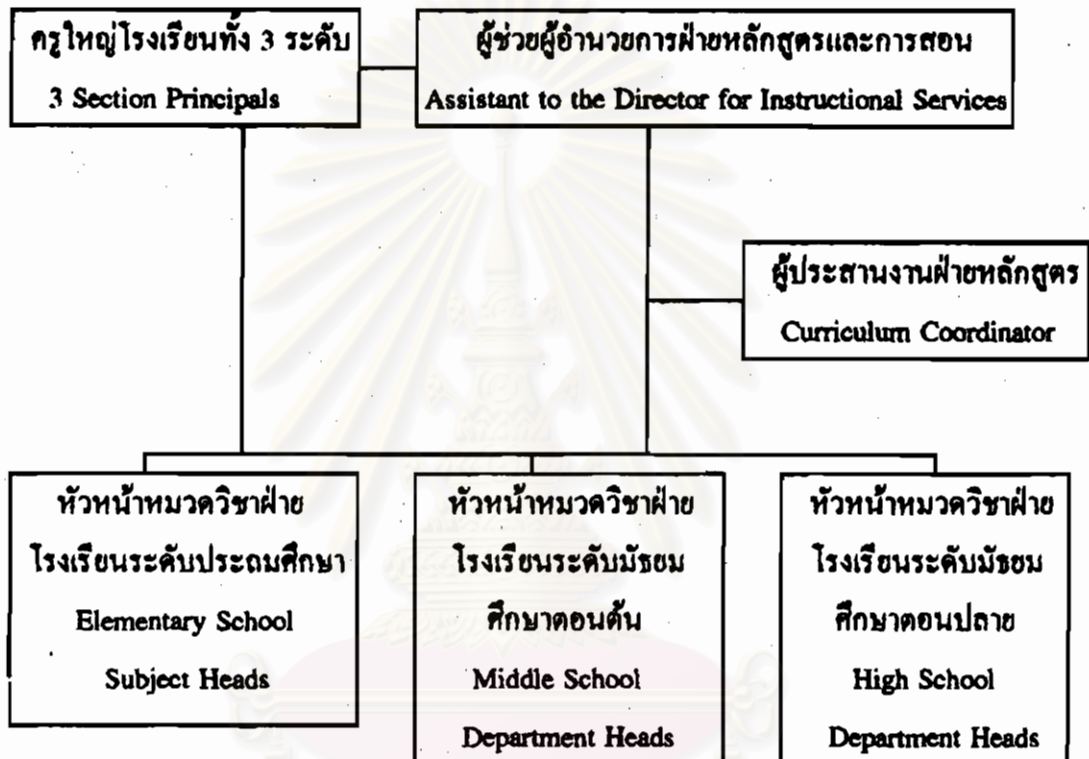 ครูใหญ่โรงเรียนทั้ง 3 ระดับ
3 Section Principals
ผู้ช่วยผู้อำนวยการฝ่ายหลักสูตรและการสอน
Assistant to the Director for Instructional Services
ผู้ประสานงานฝ่ายหลักสูตร
Curriculum Coordinator
หัวหน้าหมวดวิชาฝ่าย
โรงเรียนระดับประถมศึกษา
Elementary School
Subject Heads
หัวหน้าหมวดวิชาฝ่าย
โรงเรียนระดับมัธยม
ศึกษาตอนต้น
Middle School
Department Heads
หัวหน้าหมวดวิชาฝ่าย
โรงเรียนระดับมัธยม
ศึกษาตอนปลาย
High School
Department Heads